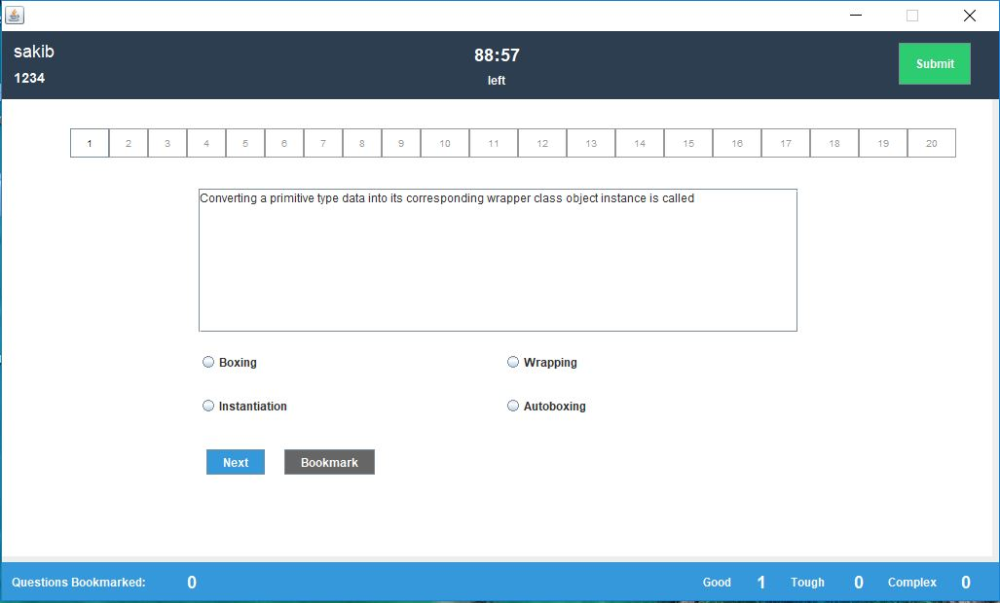 sakib
88:57
Submit
1234
left
1 2 3 4 5 6 7 8 9 10 11 12 13 14 15 16 17 18 19 20
Converting a primitive type data into its corresponding wrapper class object instance is called
Boxing Wrapping
Instantiation Autoboxing
Next Bookmark
Questions Bookmarked: 0 Good 1 Tough 0 Complex 0